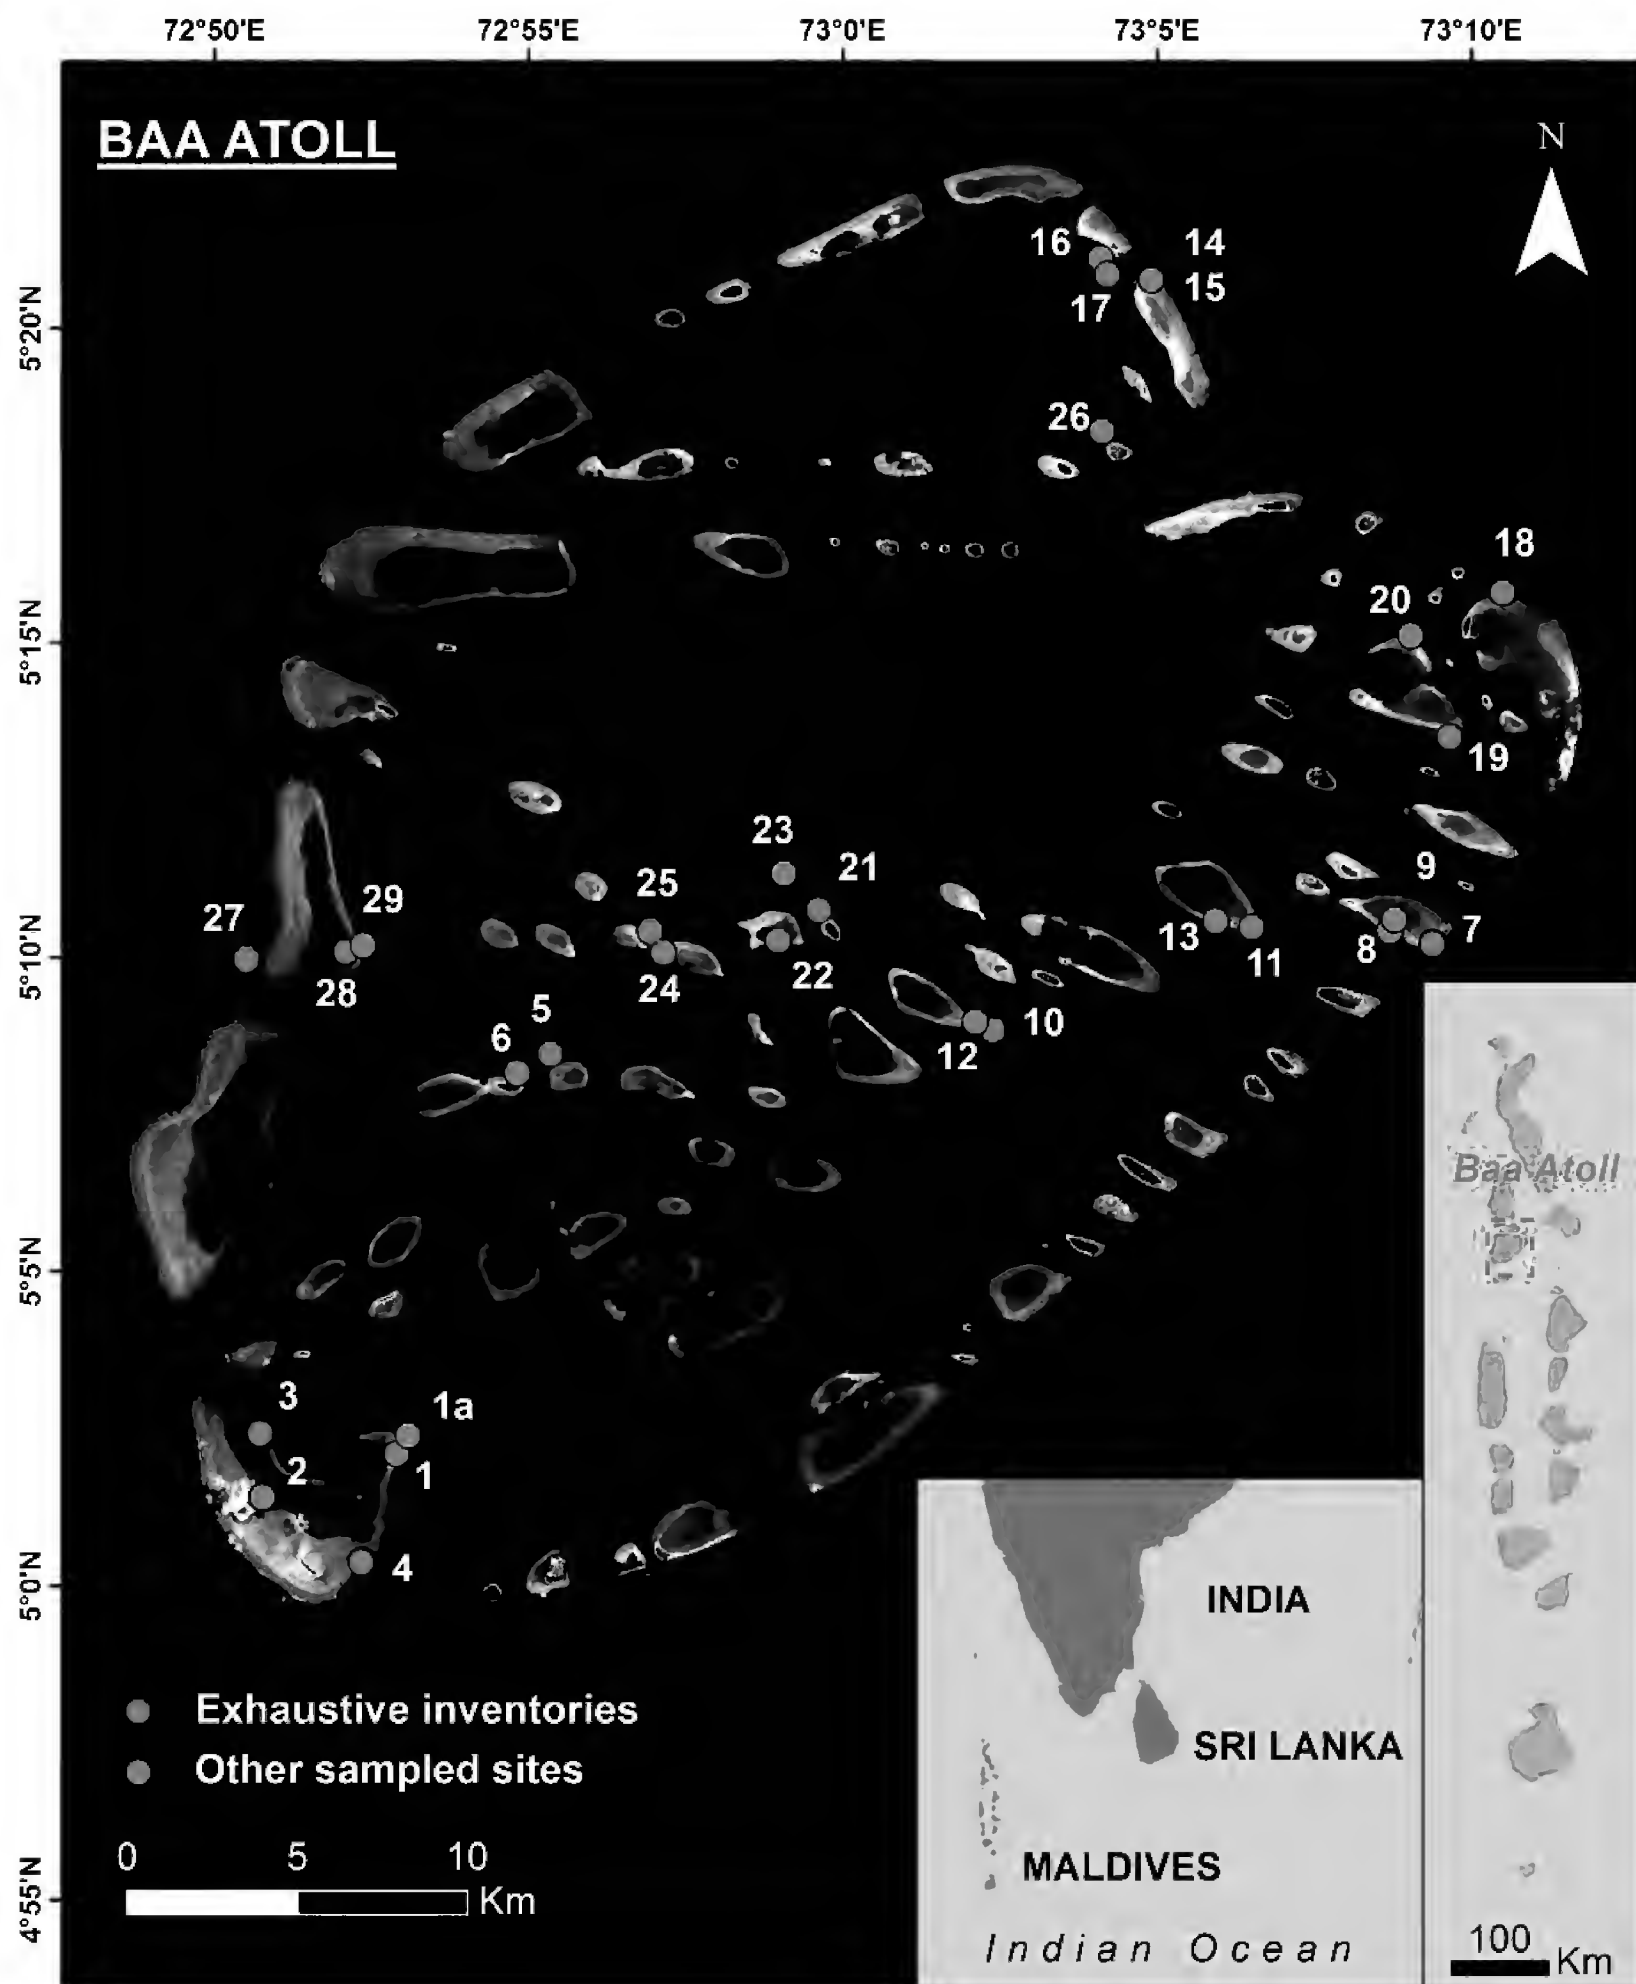 72°50'E 72°55'E 73°0'E 73°5'E 73°10'E
BAA ATOLL
N
16 14
17 15
5°20'N
26
18
20
5°15'N
19
23
21
25
9
29
27
7
13
8
11
22
5°10'N
28
24
5
10
6
12
Baa Atoll
5°5'N
3
1a
2
1
4
5°0'N
INDIA
Exhaustive inventories
SRI LANKA
Other sampled sites
0 5 10
Km
MALDIVES
4°55'N
Indian Ocean
100
Km